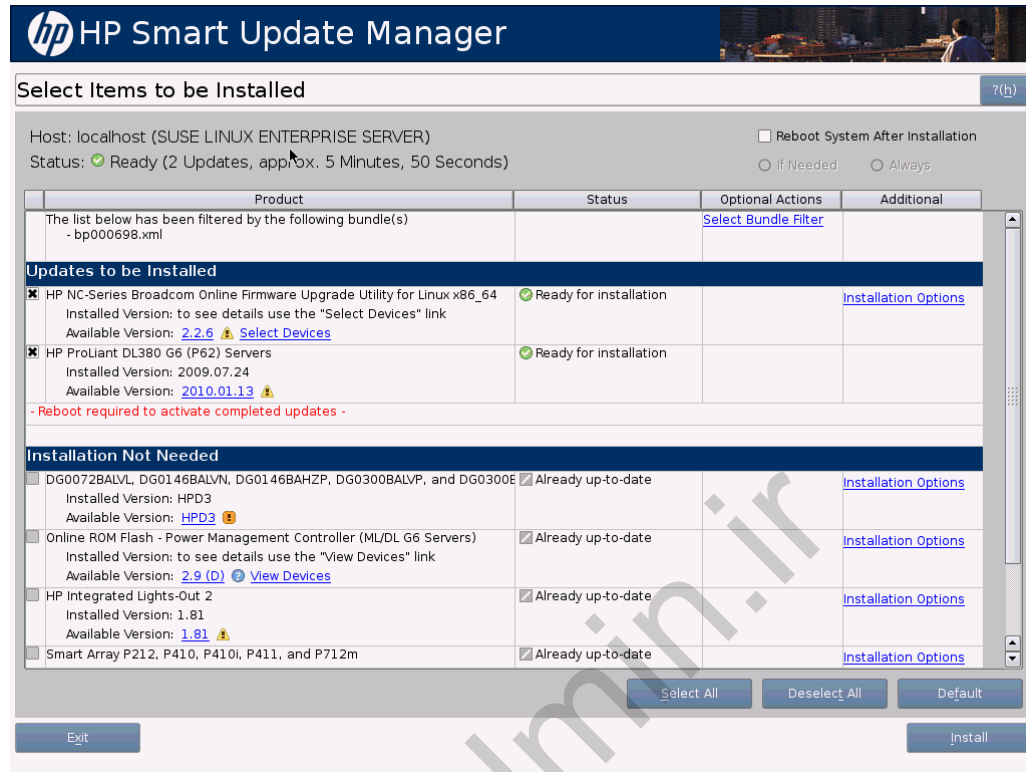 hp HP Smart Update Manager
Select Items to be Installed
?(h)
Host: localhost (SUSE LINUX ENTERPRISE SERVER)
Reboot System After Installation
Status: Ready (2 Updates, approx. 5 Minutes, 50 Seconds)
If Needed Always
Product Status Optional Actions Additional
The list below has been filtered by the following bundle(s) Select Bundle Filter
- bp000698.xml
Updates to be Installed
HP NC-Series Broadcom Online Firmware Upgrade Utility for Linux x86_64 Ready for installation Installation Options
Installed Version: to see details use the "Select Devices" link
Available Version: 2.2.6 Select Devices
HP ProLiant DL380 G6 (P62) Servers Ready for installation
Installed Version: 2009.07.24
Available Version: 2010.01.13
- Reboot required to activate completed updates -
Installation Not Needed
DG0072BALVL, DG0146BALVN, DG0146BAHZP, DG0300BALVP, and DG0300E Already up-to-date Installation Options
Installed Version: HPD3
Available Version: HPD3
Online ROM Flash - Power Management Controller (ML/DL G6 Servers) Already up-to-date Installation Options
Installed Version: to see details use the "View Devices" link
Available Version: 2.9 (D) View Devices
HP Integrated Lights-Out 2 Already up-to-date Installation Options
Installed Version: 1.81
Available Version: 1.81
Smart Array P212, P410, P410i, P411, and P712m Already up-to-date Installation Options
Select All Deselect All Default
Exit Install